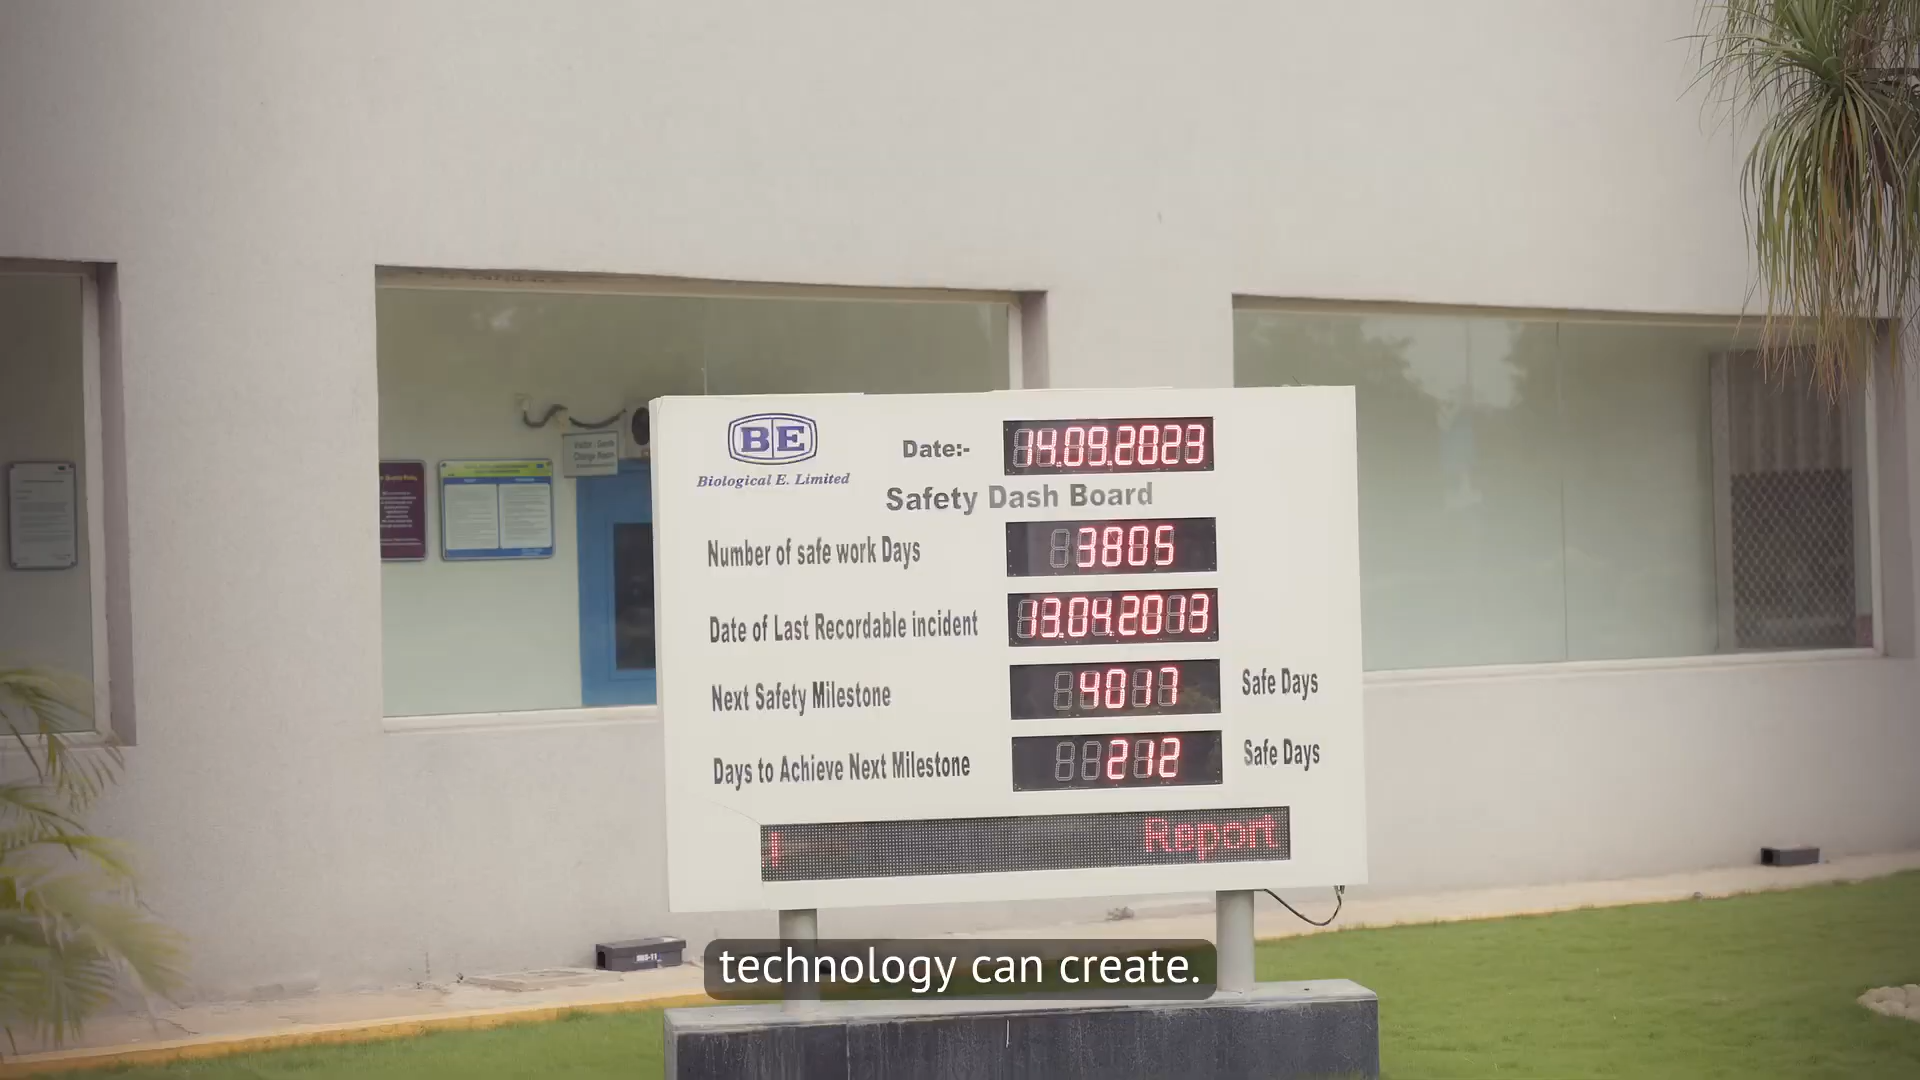 BE
Biological E. Limited
Date:- 14.09.2023
Safety Dash Board
Number of safe work Days 3805
Date of Last Recordable incident 13.04.2013
Next Safety Milestone 4017 Safe Days
Days to Achieve Next Milestone 212 Safe Days
Report
technology can create.